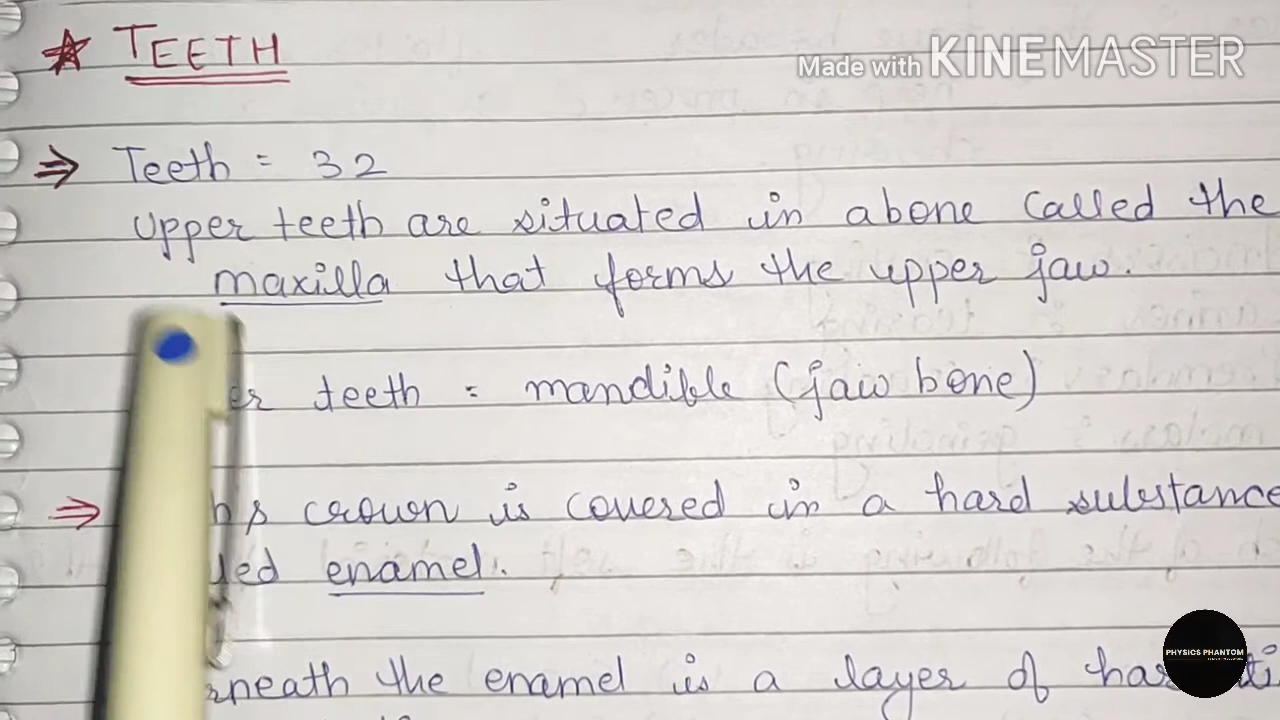 ★ TEETH
Made with KINEMASTER
⇒ Teeth = 32
Upper teeth are situated in a bone called the
maxilla that forms the upper jaw.
teeth = mandible (jaw bone)
⇒ crown is covered in a hard substance
enamel.
the enamel is a layer of
PHYSICS PHANTOM